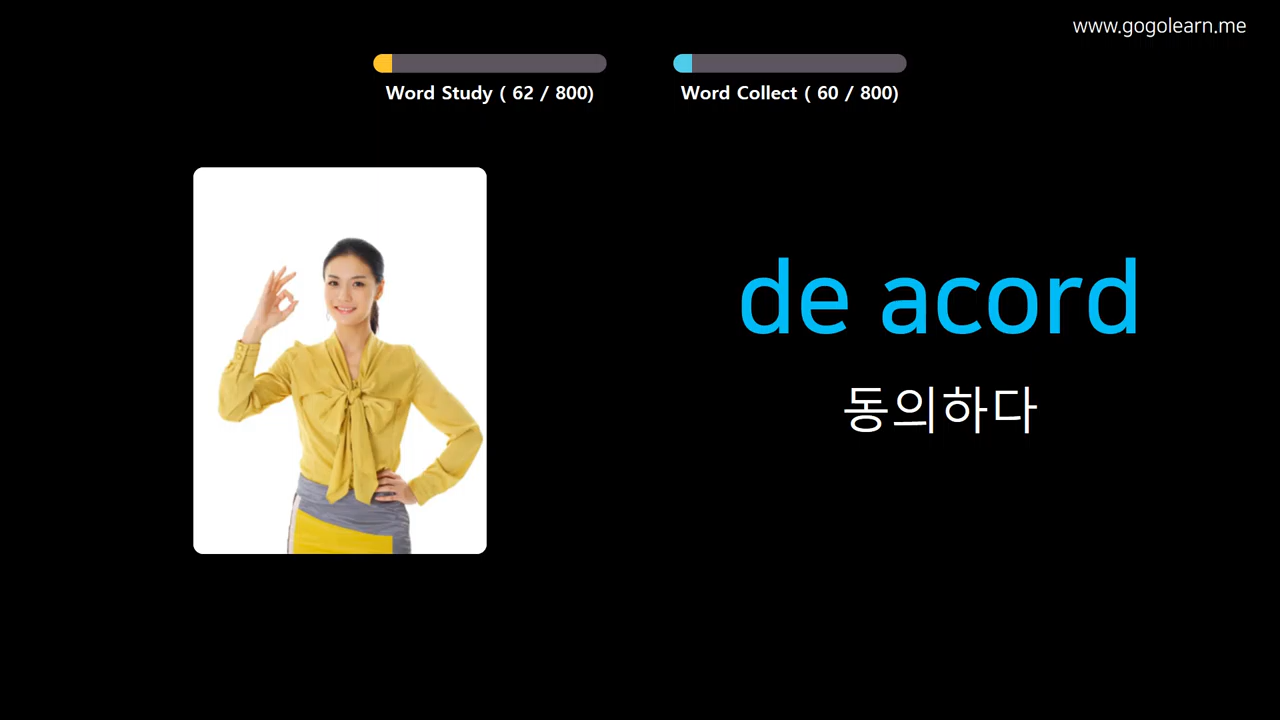 www.gogolearn.me
Word Study ( 62 / 800)
Word Collect ( 60 / 800)
de acord
동의하다